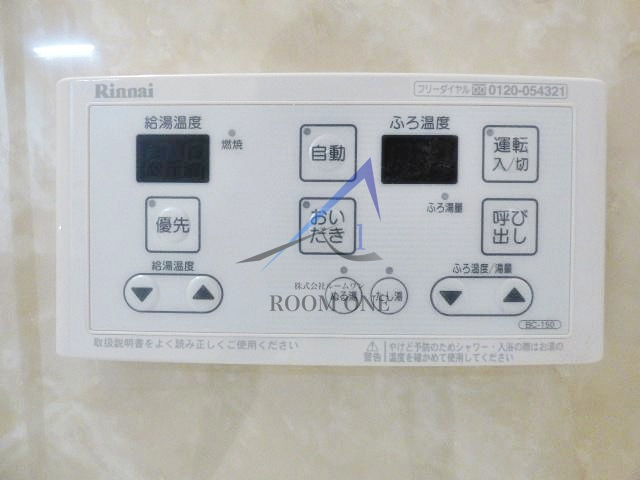 Rinnai
フリーダイヤル 0120-054321
給湯温度
燃焼
自動
ふろ温度
運転
入/切
優先
おい
だき
ふろ湯量
呼び
出し
給湯温度
ぬる湯
たし湯
ふろ温度/湯量
株式会社ルームワン
ROOM ONE
BC-150
取扱説明書をよく読み正しくご使用ください
警告
やけど予防のためシャワー・入浴の際はお湯の
温度を確かめて使用してください